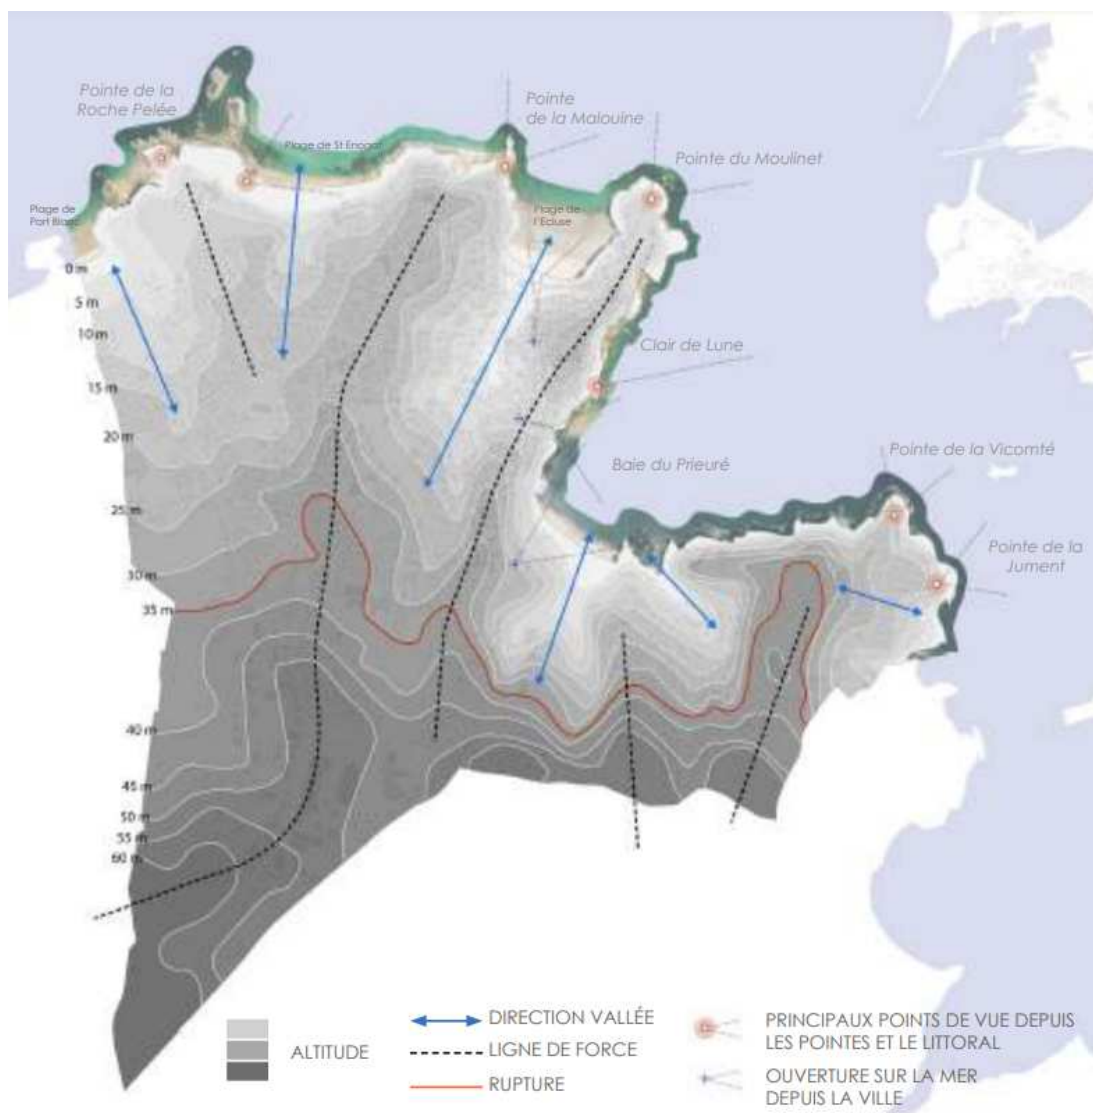 Pointe de la
Roche Pelée
Plage de St Enogat
Pointe
de la Malouine
Pointe du Moulinet
Plage de
Port Blanc
Plage de
l'Ecluse
0 m
5 m
10 m
15 m
20 m
25 m
30 m
35 m
40 m
45 m
50 m
55 m
60 m
Clair de Lune
Baie du Prieuré
Pointe de la Vicomté
Pointe de la
Jument
ALTITUDE
DIRECTION VALLÉE
LIGNE DE FORCE
RUPTURE
PRINCIPAUX POINTS DE VUE DEPUIS
LES POINTES ET LE LITTORAL
OUVERTURE SUR LA MER
DEPUIS LA VILLE